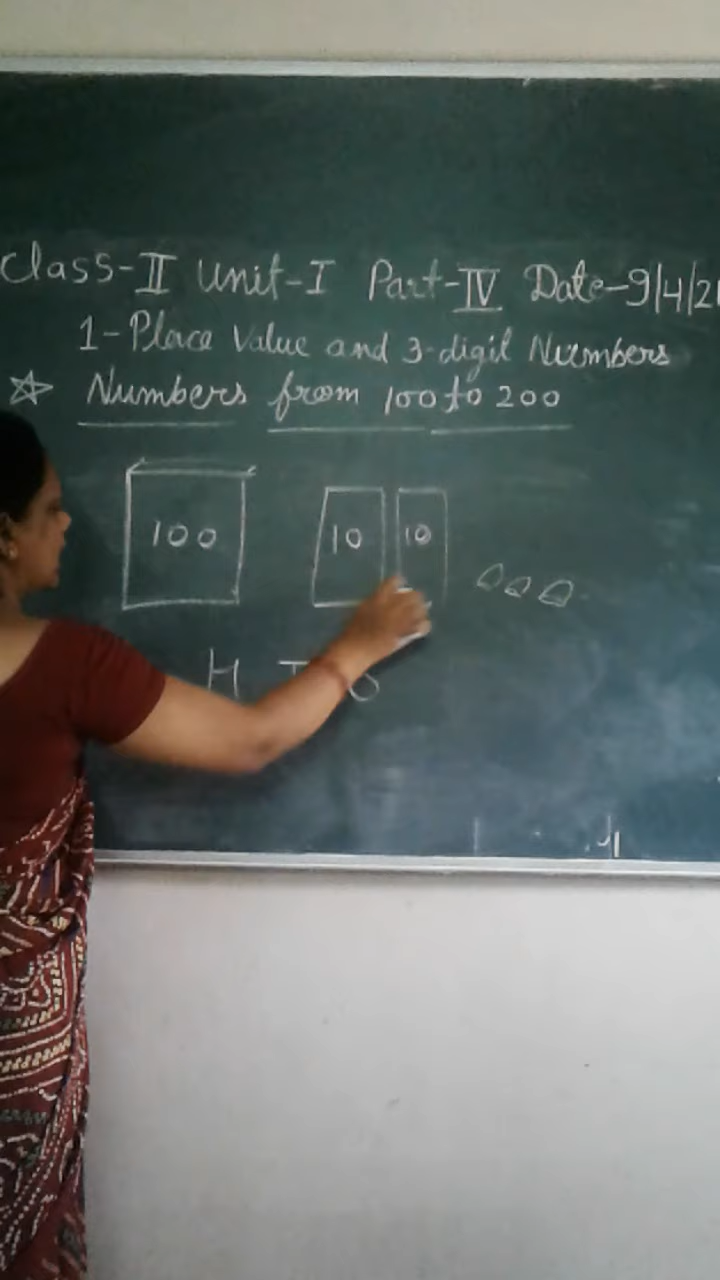 Class-II Unit-I Part-IV Date-9/4/21
1-Place Value and 3-digit Numbers
☆ Numbers from 100 to 200
100 10 10
H T O